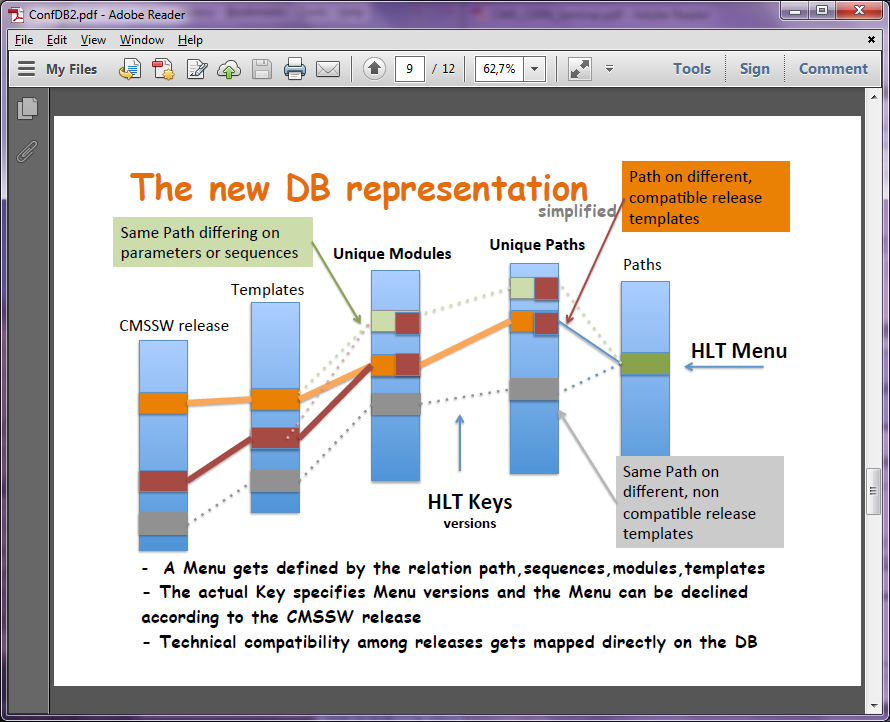 ConfDB2.pdf - Adobe Reader
File Edit View Window Help
My Files 9 / 12 62,7% Tools Sign Comment
The new DB representation
simplified
Path on different,
compatible release
templates
Same Path differing on
parameters or sequences
Unique Modules
Unique Paths
Paths
Templates
CMSSW release
HLT Menu
HLT Keys
versions
Same Path on
different, non
compatible release
templates
- A Menu gets defined by the relation path,sequences,modules,templates
- The actual Key specifies Menu versions and the Menu can be declined
according to the CMSSW release
- Technical compatibility among releases gets mapped directly on the DB